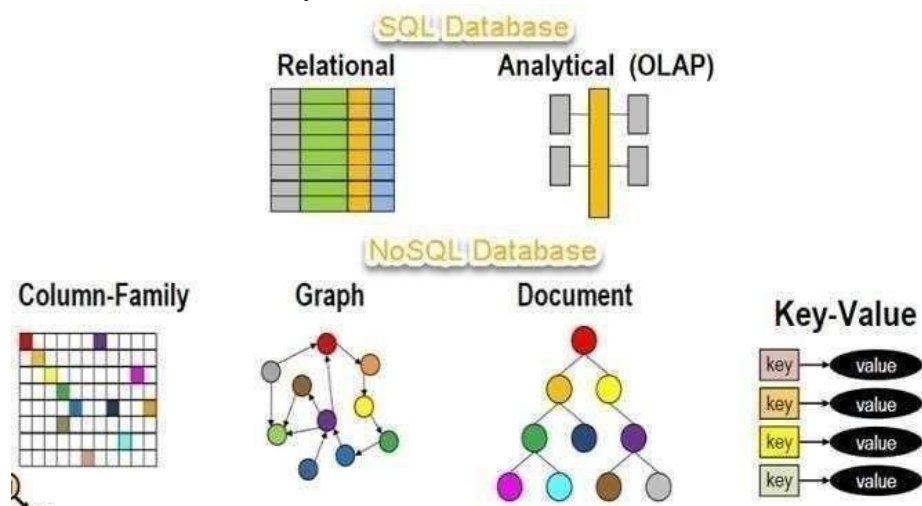 SQL Database
Relational
Analytical (OLAP)
NoSQL Database
Column-Family
Graph
Document
Key-Value
key
value
key
value
key
value
key
value